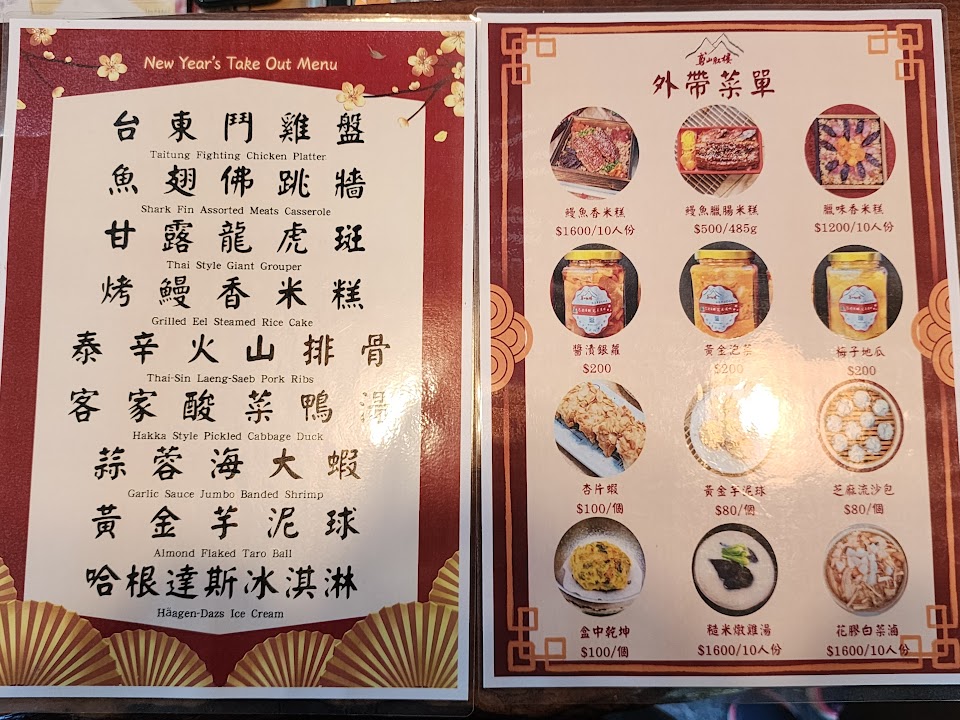 New Year's Take Out Menu
台東鬥雞盤
Taitung Fighting Chicken Platter
魚翅佛跳牆
Shark Fin Assorted Meats Casserole
甘露龍虎斑
Thai Style Giant Grouper
烤鰻香米糕
Grilled Eel Steamed Rice Cake
泰辛火山排骨
Thai-Sin Laeng-Saeb Pork Ribs
客家酸菜鴨湯
Hakka Style Pickled Cabbage Duck
蒜蓉海大蝦
Garlic Sauce Jumbo Banded Shrimp
黃金芋泥球
Almond Flaked Taro Ball
哈根達斯冰淇淋
Häagen-Dazs Ice Cream
外帶菜單
鰻魚香米糕 鰻魚臘腸米糕 臘味香米糕
$1600/10人份 $500/485g $1200/10人份
醬漬銀蘿 黃金泡菜 梅子地瓜
$200 $200 $200
杏片蝦 黃金芋泥球 芝麻流沙包
$100/個 $80/個 $80/個
盒中乾坤 糙米燉雞湯 花膠白菜滷
$100/個 $1600/10人份 $1600/10人份